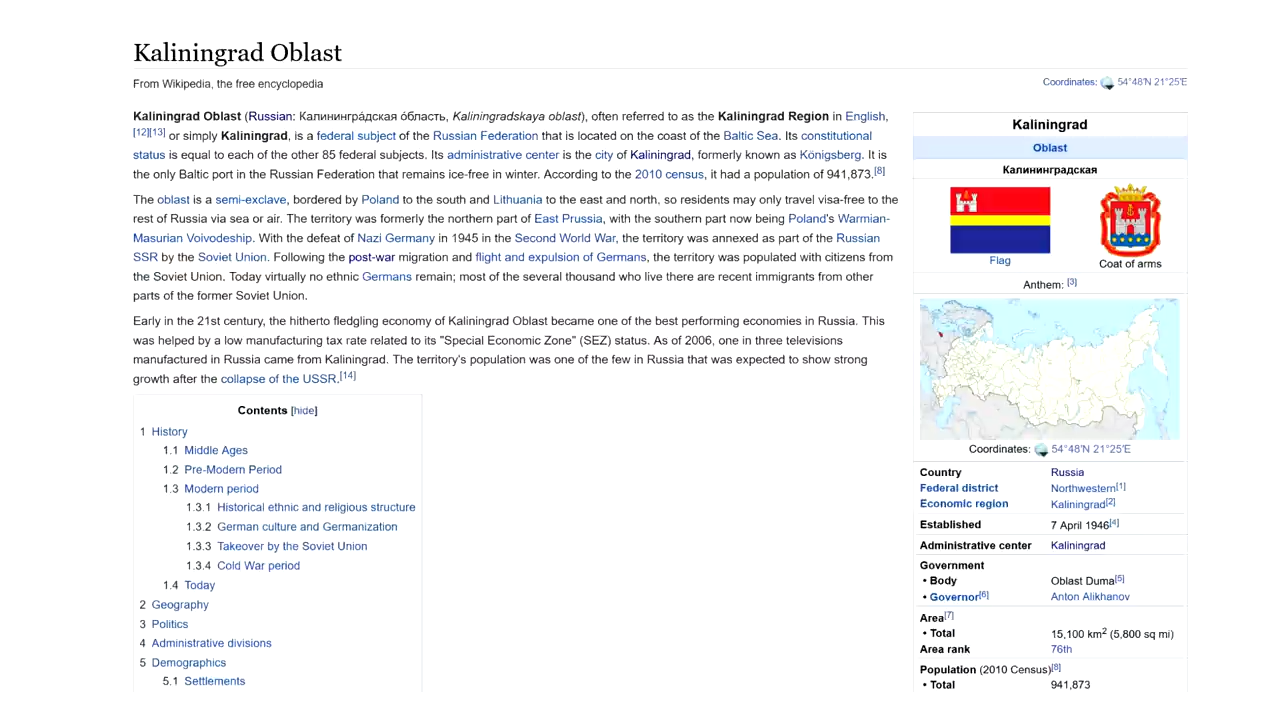 Kaliningrad Oblast
From Wikipedia, the free encyclopedia
Coordinates: 54°48′N 21°25′E
Kaliningrad Oblast (Russian: Калинингра́дская о́бласть, Kaliningradskaya oblast), often referred to as the Kaliningrad Region in English,
[12][13] or simply Kaliningrad, is a federal subject of the Russian Federation that is located on the coast of the Baltic Sea. Its constitutional
status is equal to each of the other 85 federal subjects. Its administrative center is the city of Kaliningrad, formerly known as Königsberg. It is
the only Baltic port in the Russian Federation that remains ice-free in winter. According to the 2010 census, it had a population of 941,873.[8]
The oblast is a semi-exclave, bordered by Poland to the south and Lithuania to the east and north, so residents may only travel visa-free to the
rest of Russia via sea or air. The territory was formerly the northern part of East Prussia, with the southern part now being Poland's Warmian-
Masurian Voivodeship. With the defeat of Nazi Germany in 1945 in the Second World War, the territory was annexed as part of the Russian
SSR by the Soviet Union. Following the post-war migration and flight and expulsion of Germans, the territory was populated with citizens from
the Soviet Union. Today virtually no ethnic Germans remain; most of the several thousand who live there are recent immigrants from other
parts of the former Soviet Union.
Early in the 21st century, the hitherto fledgling economy of Kaliningrad Oblast became one of the best performing economies in Russia. This
was helped by a low manufacturing tax rate related to its "Special Economic Zone" (SEZ) status. As of 2006, one in three televisions
manufactured in Russia came from Kaliningrad. The territory's population was one of the few in Russia that was expected to show strong
growth after the collapse of the USSR.[14]
Contents [hide]
1 History
1.1 Middle Ages
1.2 Pre-Modern Period
1.3 Modern period
1.3.1 Historical ethnic and religious structure
1.3.2 German culture and Germanization
1.3.3 Takeover by the Soviet Union
1.3.4 Cold War period
1.4 Today
2 Geography
3 Politics
4 Administrative divisions
5 Demographics
5.1 Settlements
Kaliningrad
Oblast
Калининградская
Flag
Coat of arms
Anthem: [3]
Coordinates: 54°48′N 21°25′E
Country Russia
Federal district Northwestern[1]
Economic region Kaliningrad[2]
Established 7 April 1946[4]
Administrative center Kaliningrad
Government
• Body Oblast Duma[5]
• Governor[6] Anton Alikhanov
Area[7]
• Total 15,100 km2 (5,800 sq mi)
Area rank 76th
Population (2010 Census)[8]
• Total 941,873